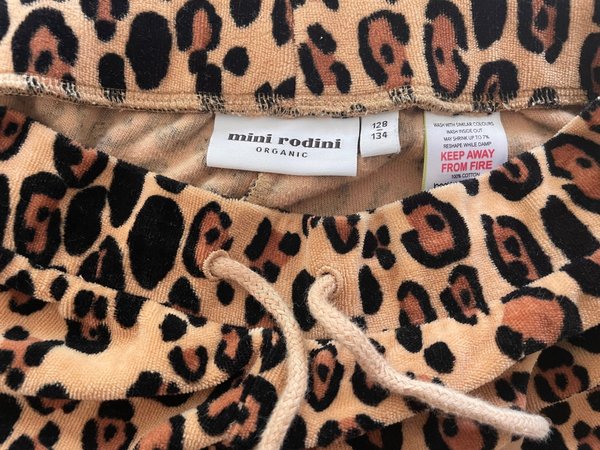 mini rodini
ORGANIC
128
134
WASH WITH SIMILAR COLOURS
WASH INSIDE OUT
MAY SHRINK UP TO 7%
RESHAPE WHILE DAMP
KEEP AWAY
FROM FIRE
100% COTTON